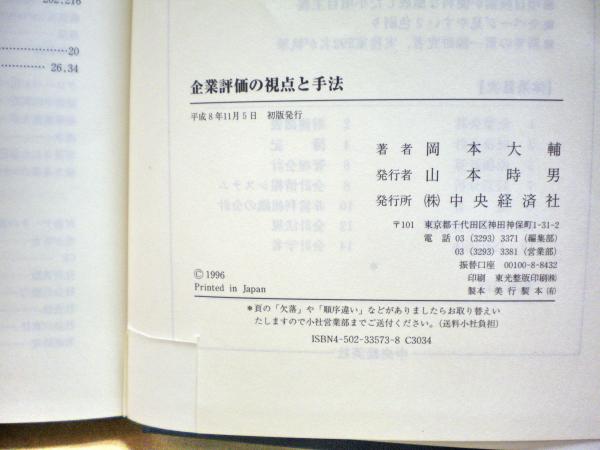 202,216
20
26,34
企業評価の視点と手法
平成8年11月5日 初版発行
著者 岡本大輔
発行者 山本時男
発行所 ㈱中央経済社
〒101 東京都千代田区神田神保町1-31-2
電話 03 (3293) 3371 (編集部)
03 (3293) 3381 (営業部)
振替口座 00100-8-8432
印刷 東光整版印刷㈱
製本 美行製本㈲
©1996
Printed in Japan
*頁の「欠落」や「順序違い」などがありましたらお取り替えい
たしますので小社営業部までご送付ください。(送料小社負担)
ISBN4-502-33573-8 C3034